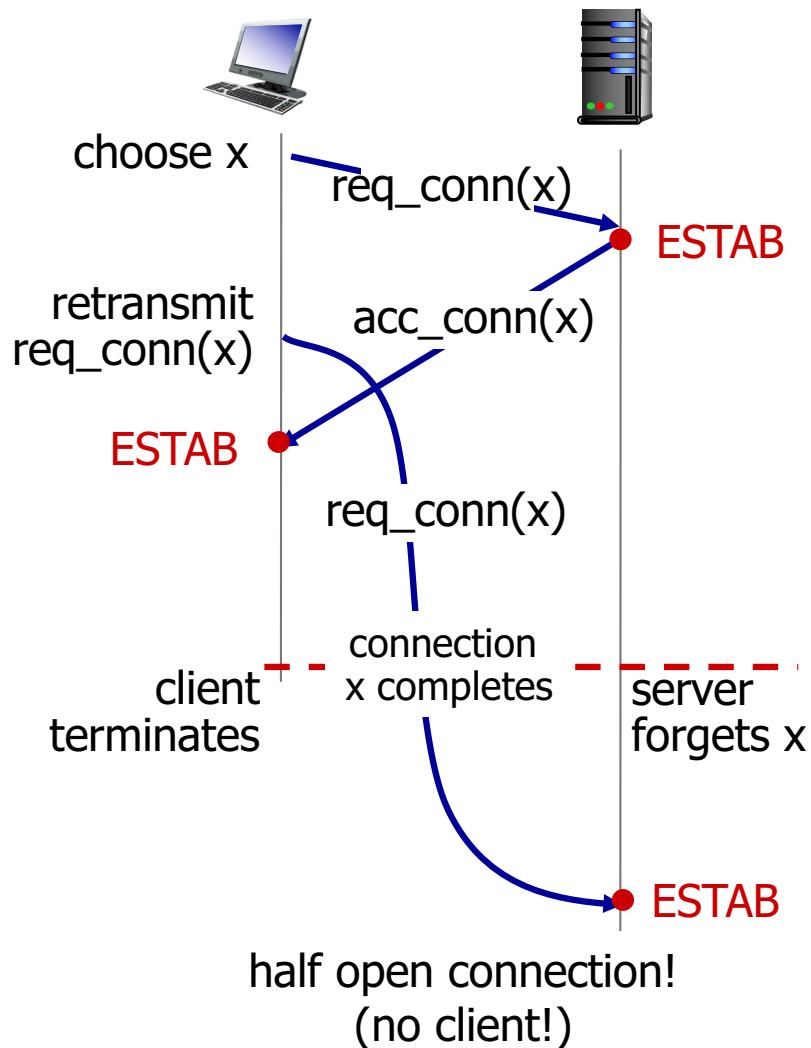 choose x
req_conn(x)
ESTAB
retransmit
req_conn(x)
acc_conn(x)
ESTAB
req_conn(x)
connection
x completes
client
terminates
server
forgets x
ESTAB
half open connection!
(no client!)